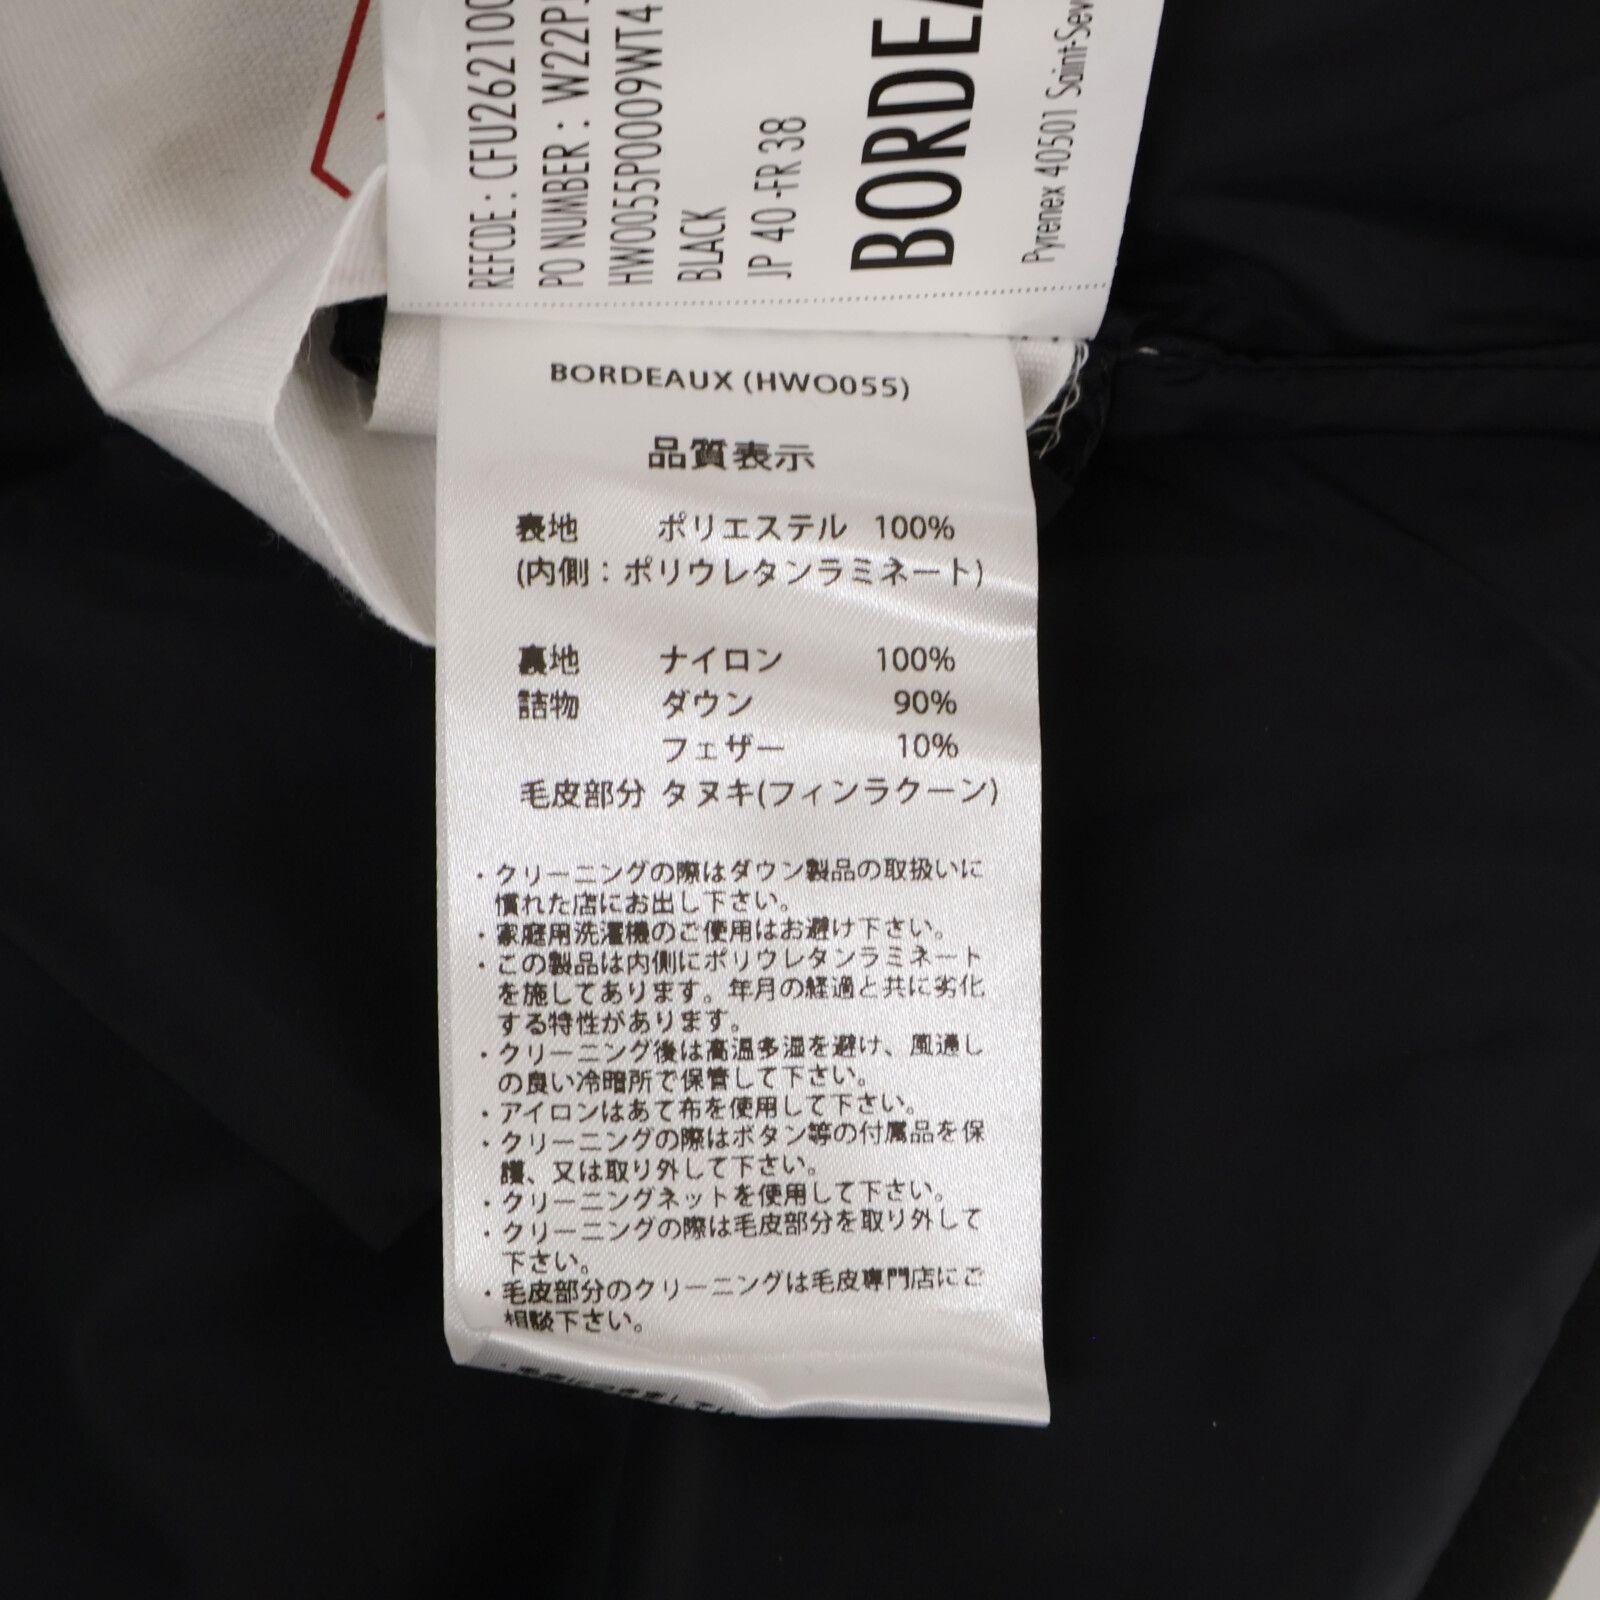 REFCDE : CFU262100
PO NUMBER : W22P
HWO055P0009WT4
BLACK
JP 40-FR 38
BORDEA
Pyrenex 40501 Saint-Sev
BORDEAUX (HWO055)
品質表示
表地 ポリエステル 100%
(内側：ポリウレタンラミネート)
裏地 ナイロン 100%
詰物 ダウン 90%
フェザー 10%
毛皮部分 タヌキ(フィンラクーン)
・クリーニングの際はダウン製品の取扱いに
慣れた店にお出し下さい。
・家庭用洗濯機のご使用はお避け下さい。
・この製品は内側にポリウレタンラミネート
を施してあります。年月の経過と共に劣化
する特性があります。
・クリーニング後は高温多湿を避け、風通し
の良い冷暗所で保管して下さい。
・アイロンはあて布を使用して下さい。
・クリーニングの際はボタン等の付属品を保
護、又は取り外して下さい。
・クリーニングネットを使用して下さい。
・クリーニングの際は毛皮部分を取り外して
下さい。
・毛皮部分のクリーニングは毛皮専門店にご
相談下さい。